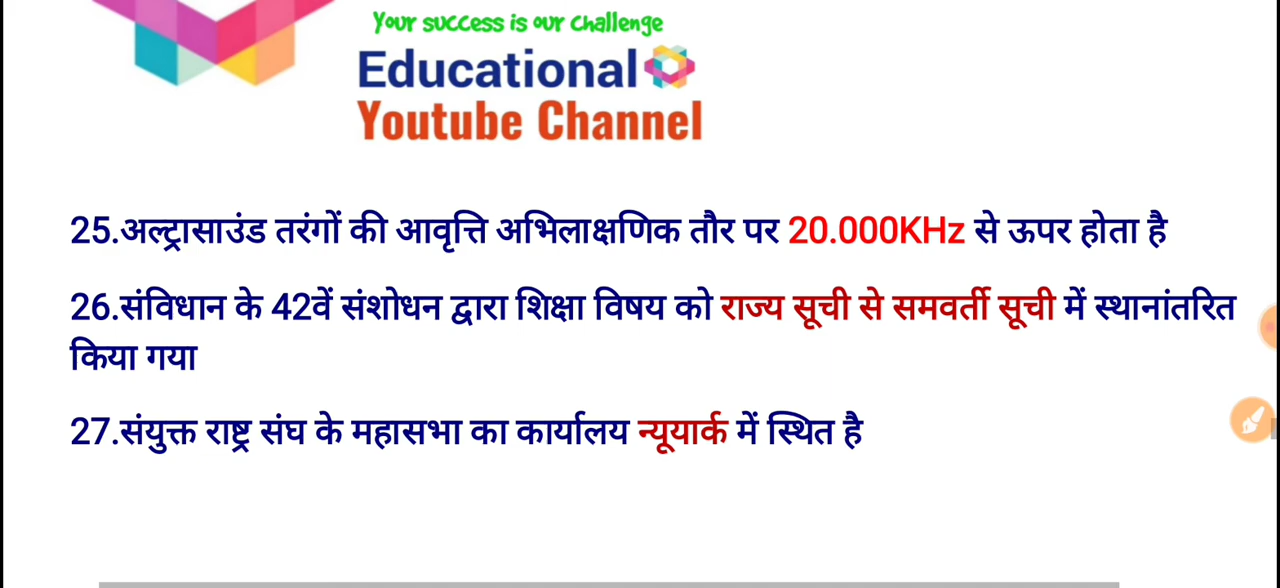 Your success is our challenge
Educational
Youtube Channel
25.अल्ट्रासाउंड तरंगों की आवृत्ति अभिलाक्षणिक तौर पर 20.000KHz से ऊपर होता है
26.संविधान के 42वें संशोधन द्वारा शिक्षा विषय को राज्य सूची से समवर्ती सूची में स्थानांतरित
किया गया
27.संयुक्त राष्ट्र संघ के महासभा का कार्यालय न्यूयार्क में स्थित है